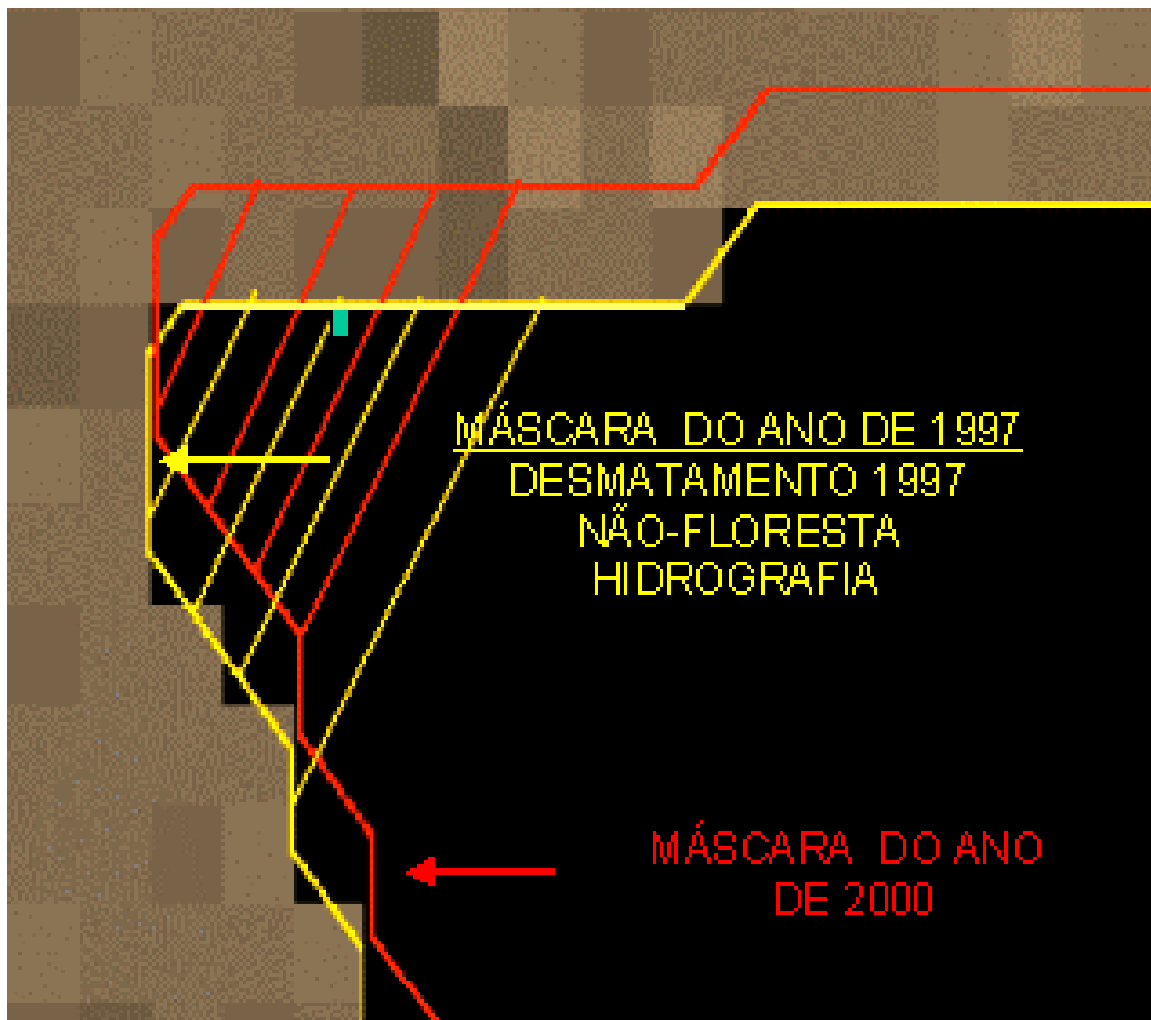 MÁSCARA DO ANO DE 1997
DESMATAMENTO 1997
NÃO-FLORESTA
HIDROGRAFIA
MÁSCARA DO ANO
DE 2000